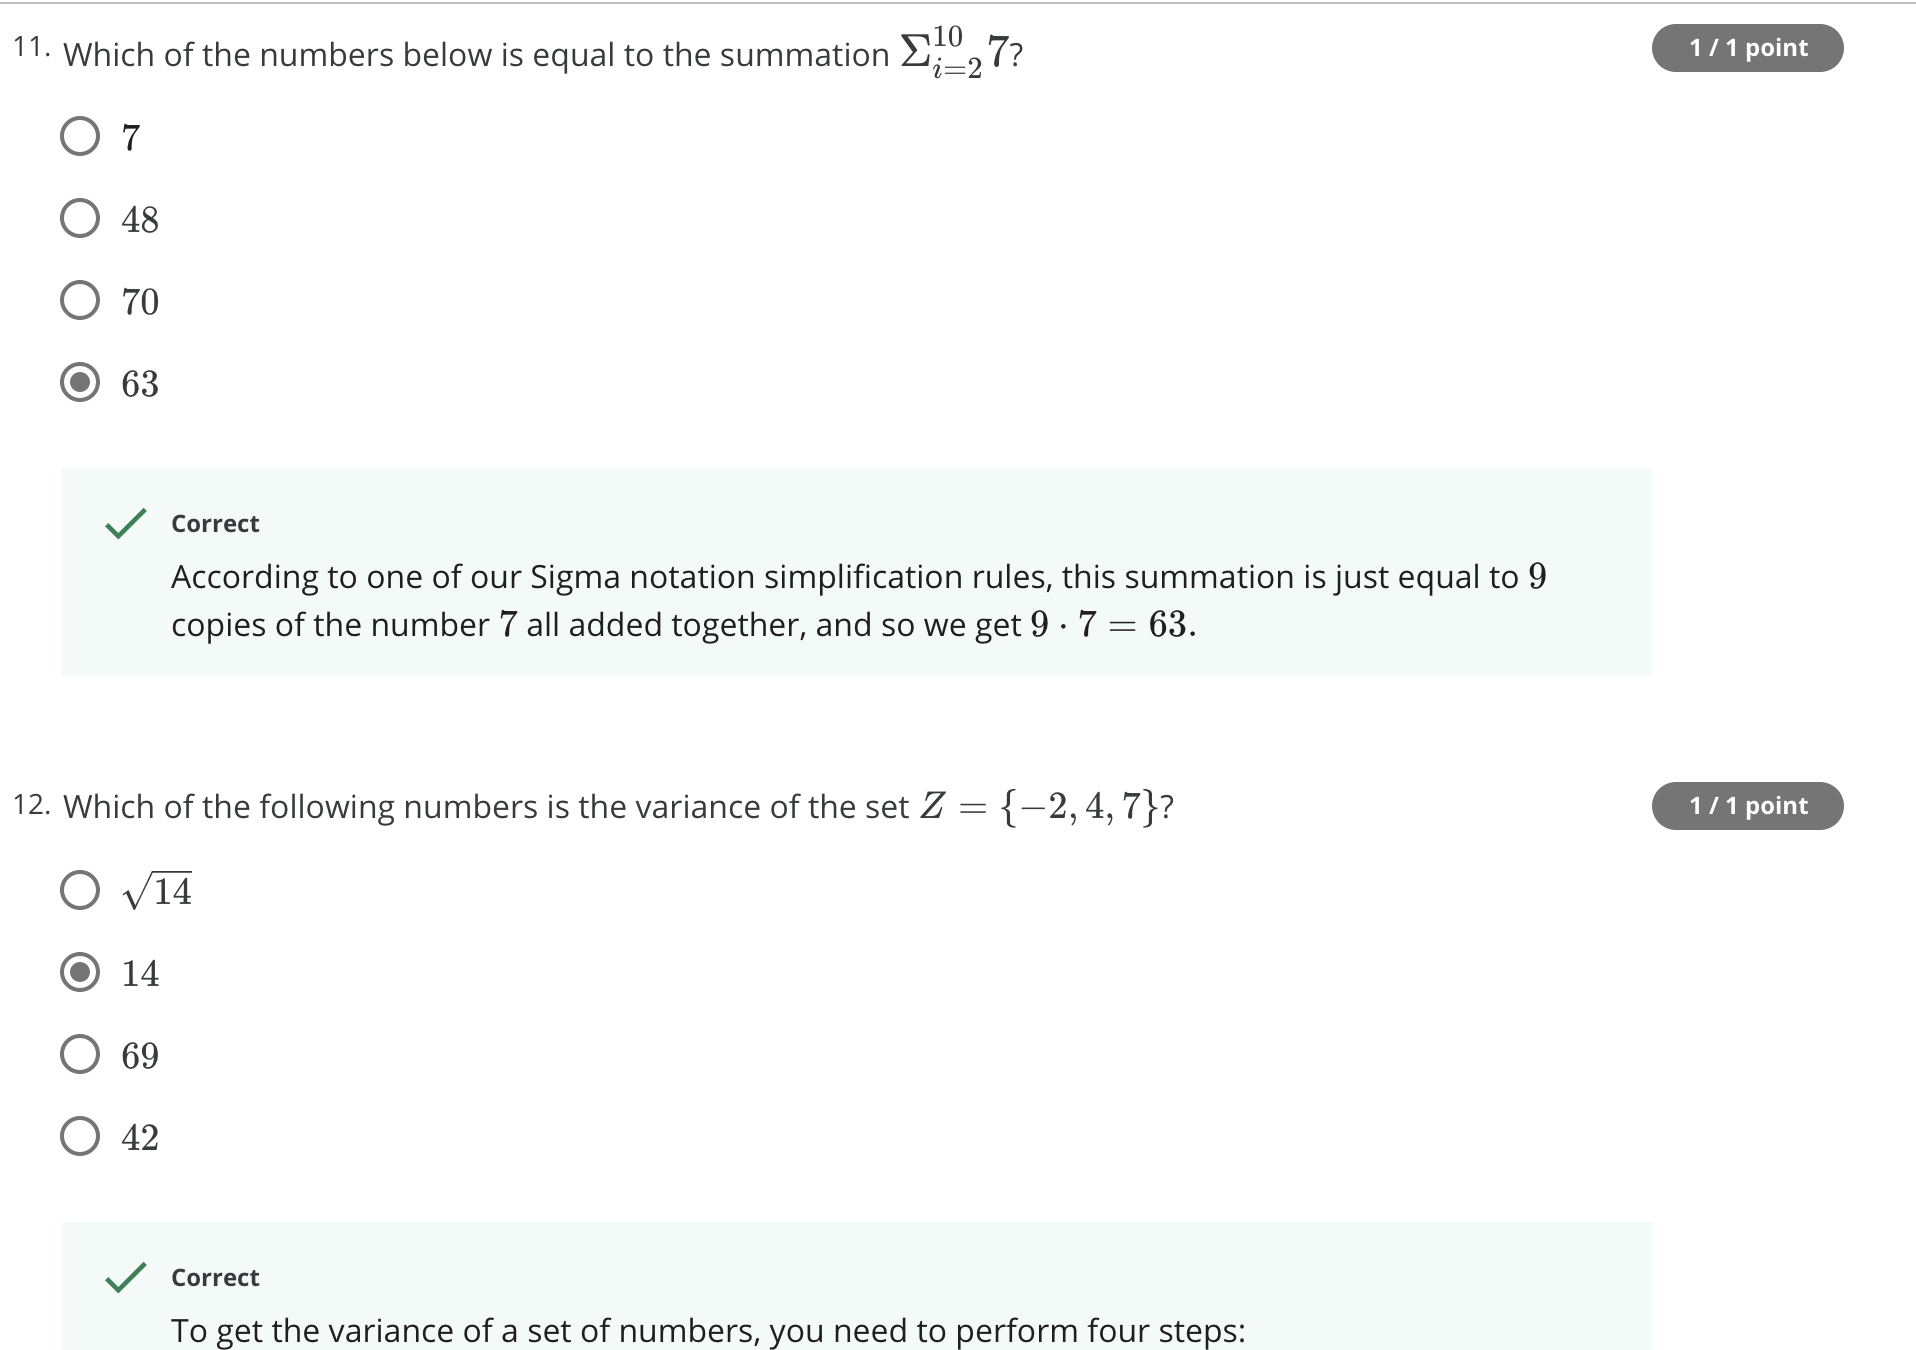 11. Which of the numbers below is equal to the summation $\Sigma_{i=2}^{10} 7$? 1 / 1 point
7
48
70
63
Correct
According to one of our Sigma notation simplification rules, this summation is just equal to 9
copies of the number 7 all added together, and so we get 9 · 7 = 63.
12. Which of the following numbers is the variance of the set Z = {−2, 4, 7}? 1 / 1 point
√14
14
69
42
Correct
To get the variance of a set of numbers, you need to perform four steps: